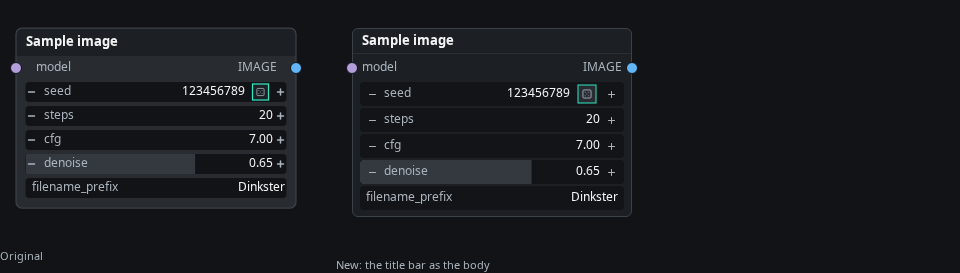 Sample image
model IMAGE
− seed 123456789 +
− steps 20 +
− cfg 7.00 +
− denoise 0.65 +
filename_prefix Dinkster
Original
Sample image
model IMAGE
− seed 123456789 +
− steps 20 +
− cfg 7.00 +
− denoise 0.65 +
filename_prefix Dinkster
New: the title bar as the body